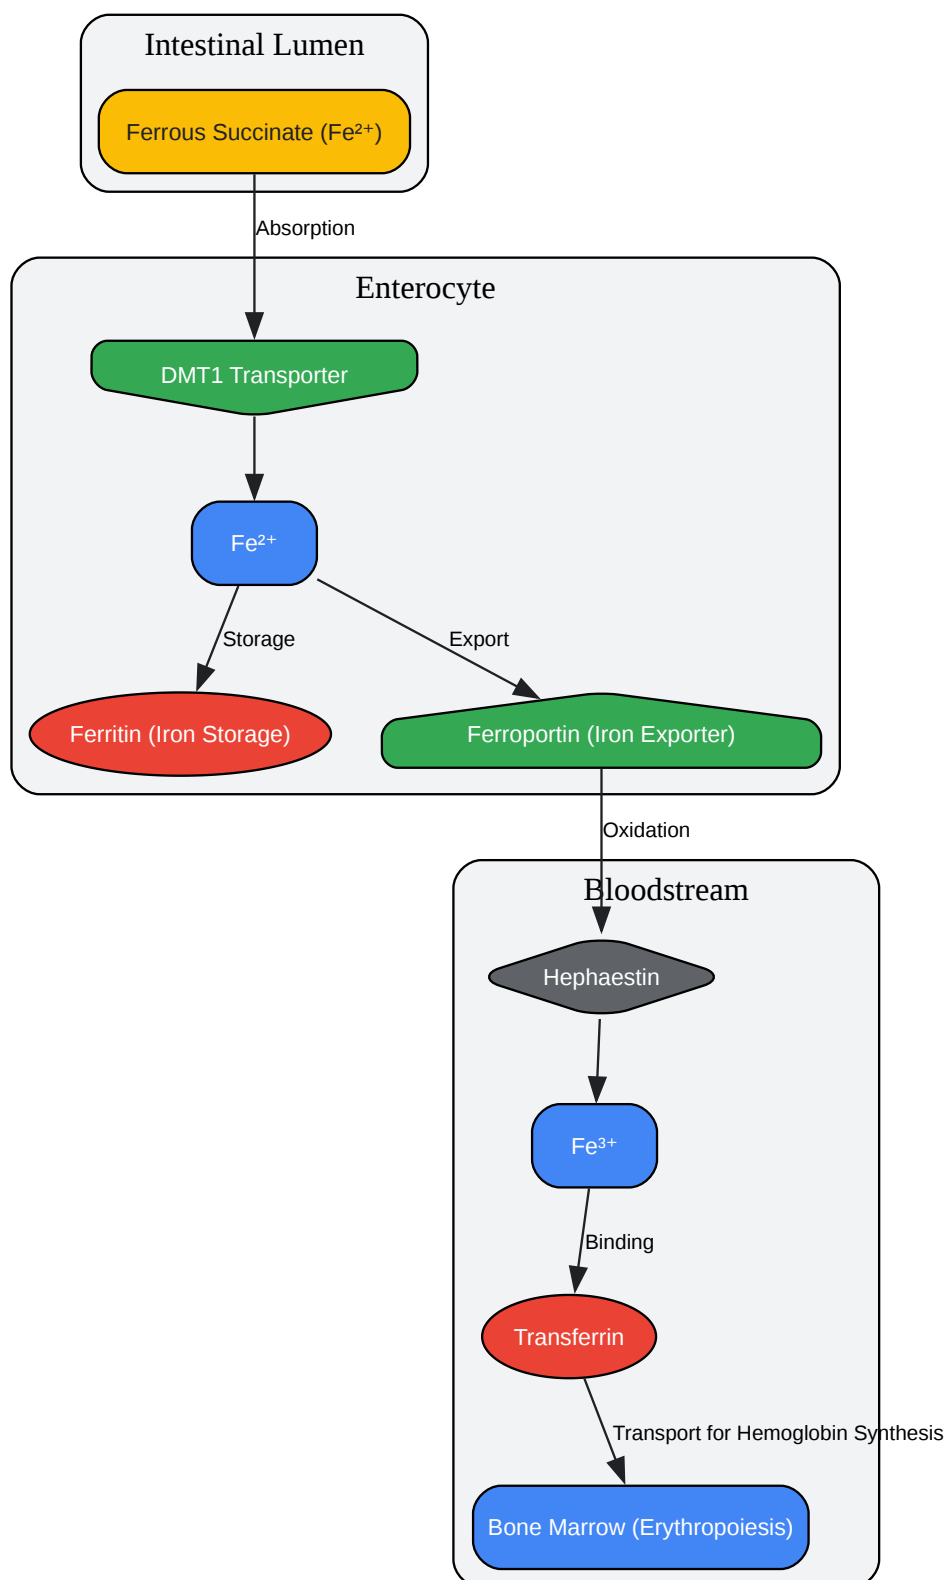 Intestinal Lumen
Ferrous Succinate (Fe²⁺)
Absorption
Enterocyte
DMT1 Transporter
Fe²⁺
Storage
Export
Ferritin (Iron Storage)
Ferroportin (Iron Exporter)
Oxidation
Bloodstream
Hephaestin
Fe³⁺
Binding
Transferrin
Transport for Hemoglobin Synthesis
Bone Marrow (Erythropoiesis)